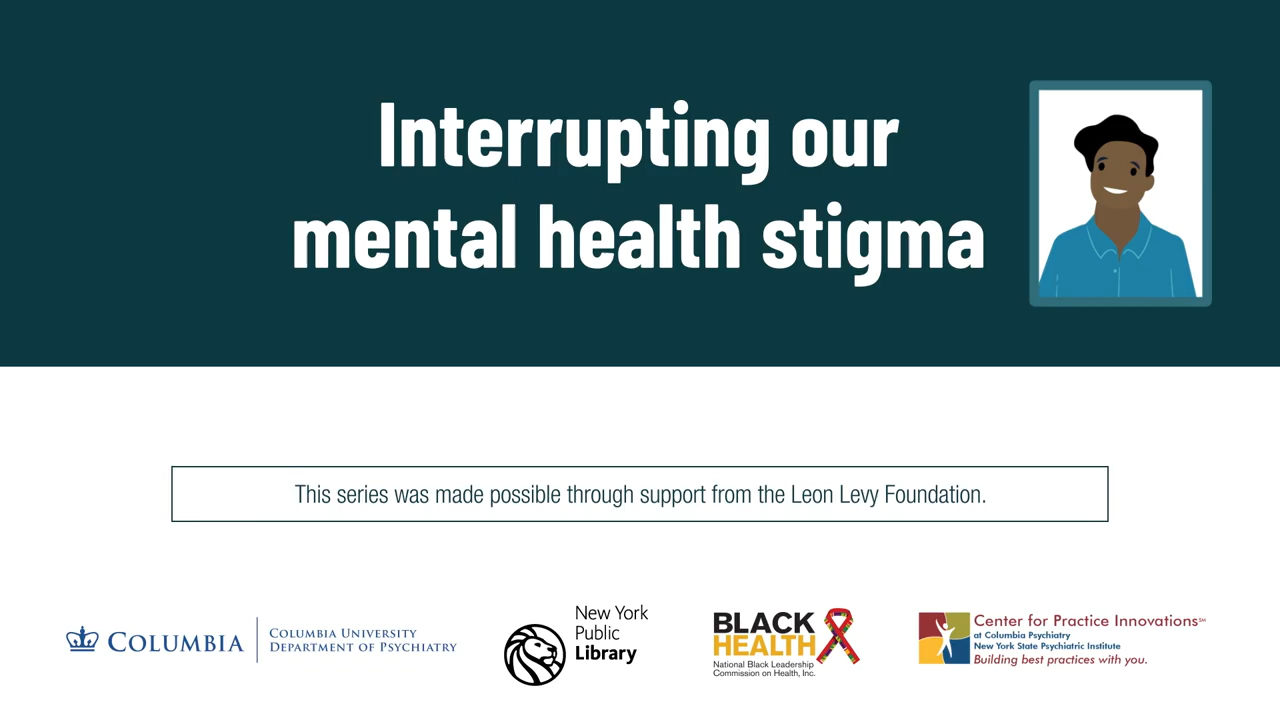 Interrupting our
mental health stigma
This series was made possible through support from the Leon Levy Foundation.
COLUMBIA
COLUMBIA UNIVERSITY
DEPARTMENT OF PSYCHIATRY
New York
Public
Library
BLACK
HEALTH
National Black Leadership
Commission on Health, Inc.
Center for Practice Innovations℠
at Columbia Psychiatry
New York State Psychiatric Institute
Building best practices with you.